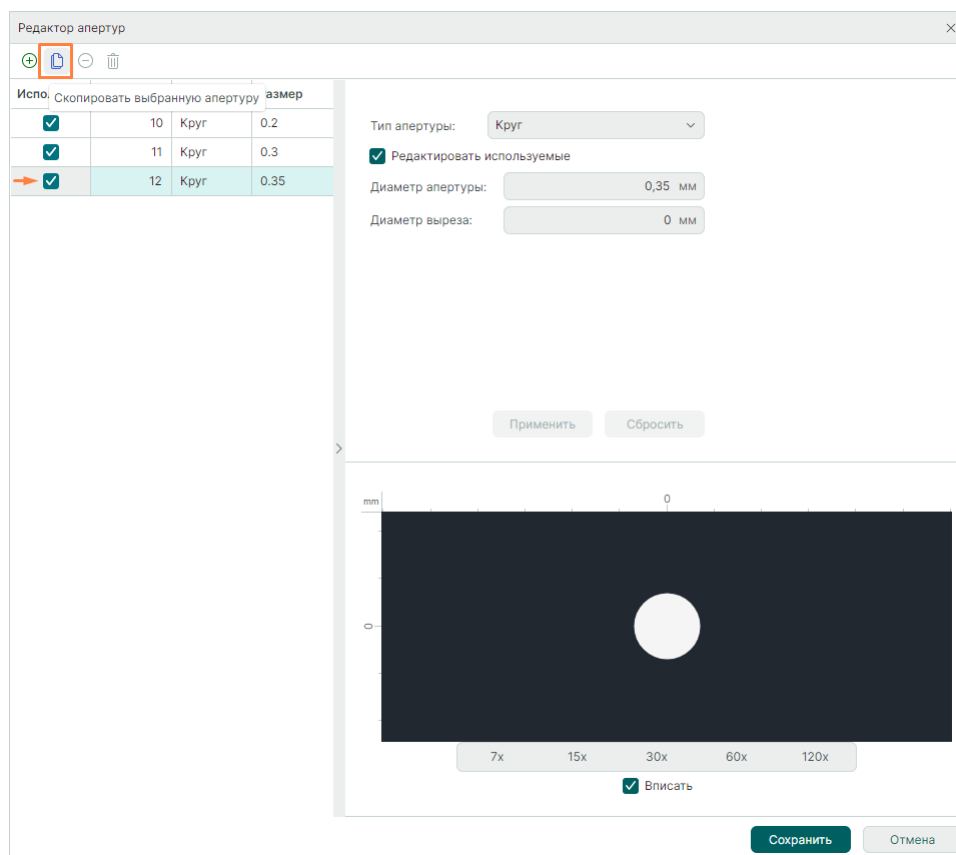 Редактор апертур
Испо. азмер
Скопировать выбранную апертуру
10 Круг 0.2
11 Круг 0.3
12 Круг 0.35
Тип апертуры: Круг
Редактировать используемые
Диаметр апертуры: 0,35 мм
Диаметр выреза: 0 мм
Применить Сбросить
mm 0
0
7x 15x 30x 60x 120x
Вписать
Сохранить Отмена